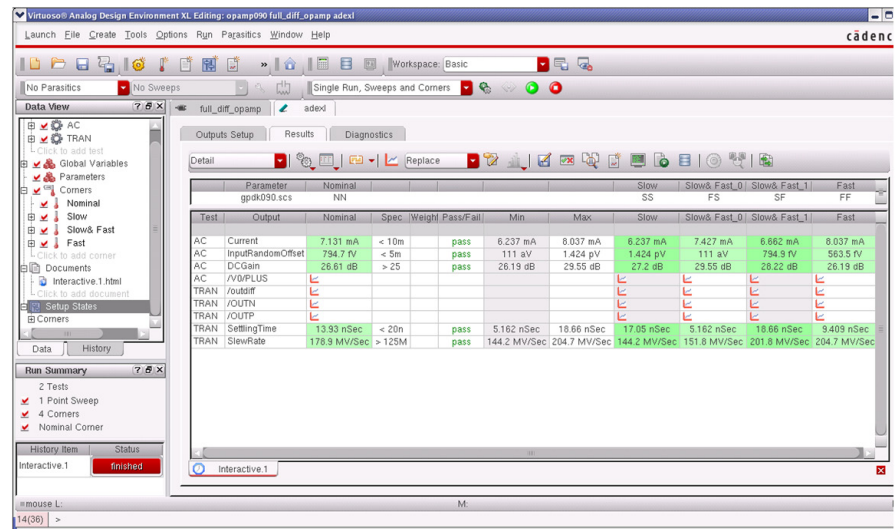 Virtuoso® Analog Design Environment XL Editing: opamp090 full_diff_opamp adexl
Launch File Create Tools Options Run Parasitics Window Help
cādenc
» Workspace: Basic
No Parasitics No Sweeps Single Run, Sweeps and Corners
Data View ? full_diff_opamp adexl
AC
TRAN
Click to add test
Global Variables
Parameters
Corners
Nominal
Slow
Slow& Fast
Fast
Click to add corner
Documents
Interactive.1.html
Click to add document
Setup States
Corners
Data History
Run Summary ?
2 Tests
1 Point Sweep
4 Corners
Nominal Corner
History Item Status
Interactive.1 finished
Outputs Setup Results Diagnostics
Detail Replace
Parameter Nominal Slow Slow& Fast_0 Slow& Fast_1 Fast
gpdk090.scs NN SS FS SF FF
Test Output Nominal Spec Weight Pass/Fail Min Max Slow Slow& Fast_0 Slow& Fast_1 Fast
AC Current 7.131 mA < 10m pass 6.237 mA 8.037 mA 6.237 mA 7.427 mA 6.662 mA 8.037 mA
AC InputRandomOffset 794.7 fV < 5m pass 111 aV 1.424 pV 1.424 pV 111 aV 794.9 fV 563.5 fV
AC DCGain 26.61 dB > 25 pass 26.19 dB 29.55 dB 27.2 dB 29.55 dB 28.22 dB 26.19 dB
AC /V0/PLUS
TRAN /outdiff
TRAN /OUTN
TRAN /OUTP
TRAN SettlingTime 13.93 nSec < 20n pass 5.162 nSec 18.66 nSec 17.05 nSec 5.162 nSec 18.66 nSec 9.409 nSec
TRAN SlewRate 178.9 MV/Sec > 125M pass 144.2 MV/Sec 204.7 MV/Sec 144.2 MV/Sec 151.8 MV/Sec 201.8 MV/Sec 204.7 MV/Sec
Interactive.1
mouse L: M:
14(36) >